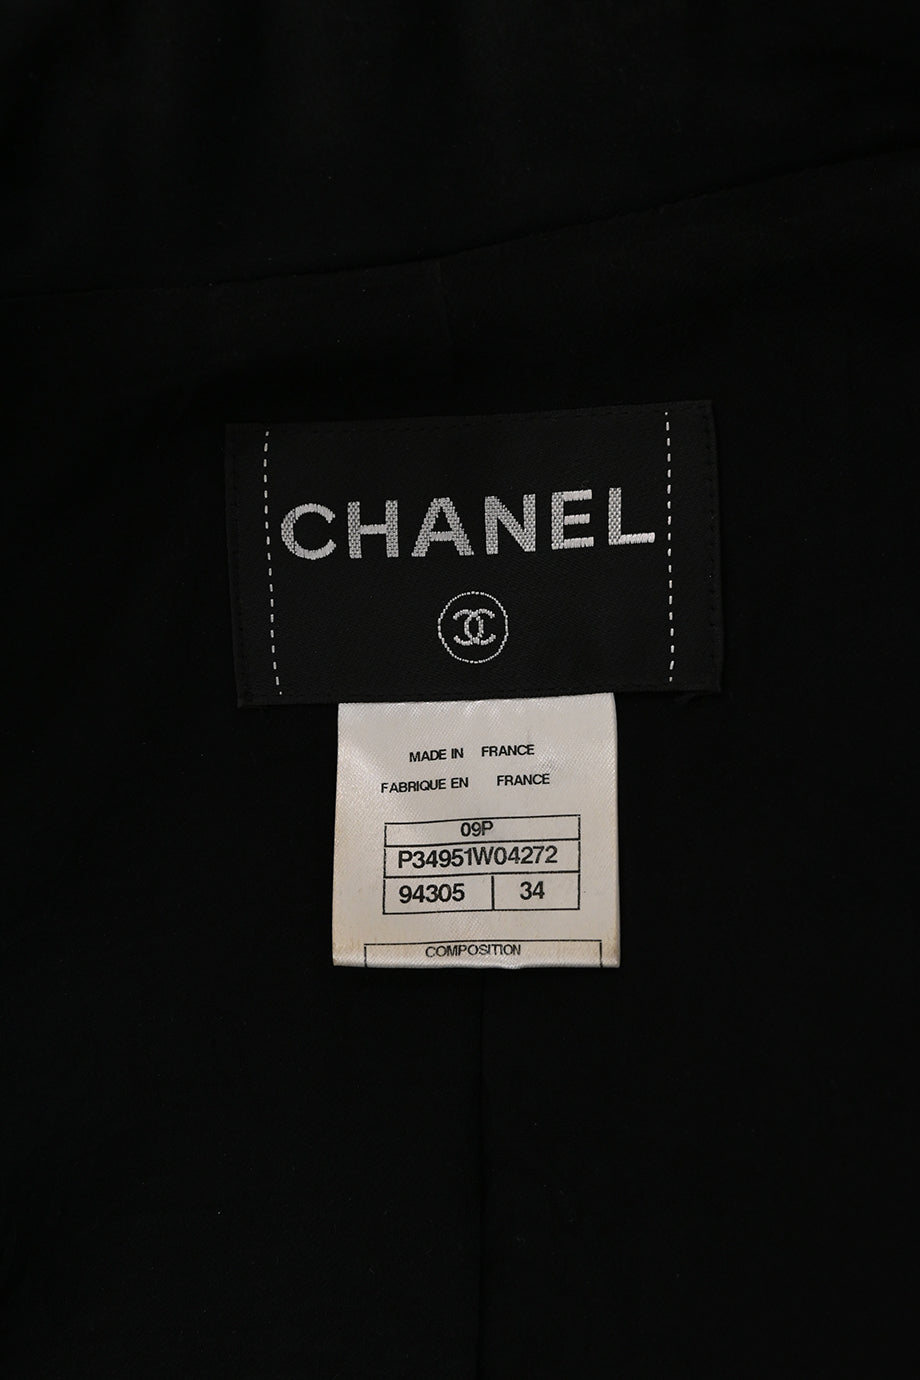 CHANEL
MADE IN FRANCE
FABRIQUE EN FRANCE
09P
P34951W04272
94305 34
COMPOSITION